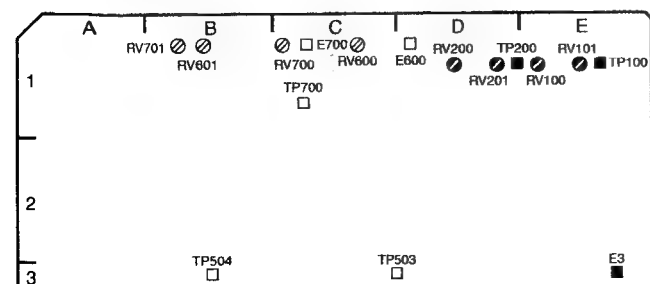 A B C D E
RV701 E700 RV200 TP200 RV101
RV601 RV700 RV600 E600 RV201 RV100 TP100
1
TP700
2
TP504 TP503 E3
3